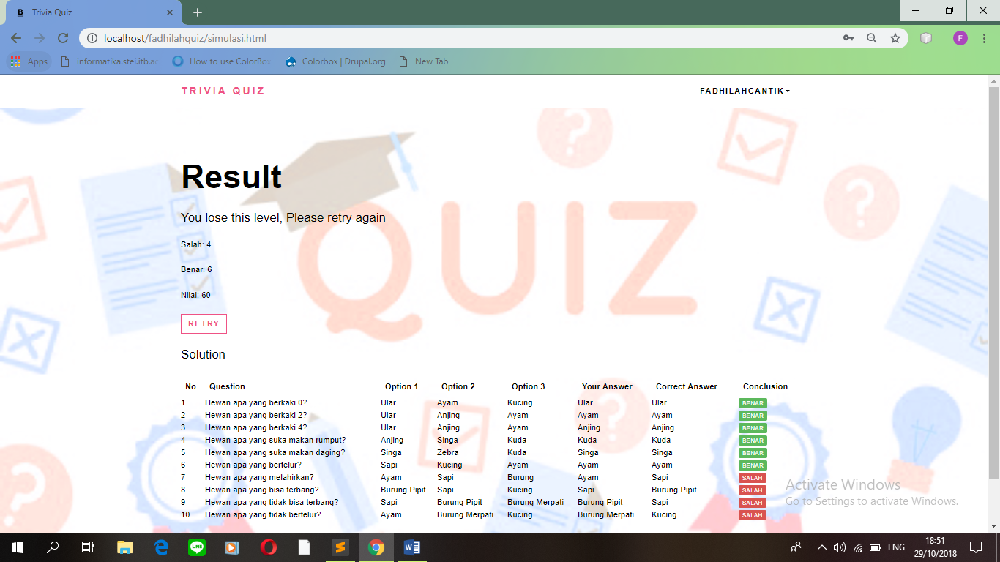 Trivia Quiz
localhost/fadhilahquiz/simulasi.html
F
Apps informatika.stei.itb.ac How to use ColorBox Colorbox | Drupal.org New Tab
TRIVIA QUIZ FADHILAHCANTIK
QUIZ
Result
You lose this level, Please retry again
Salah: 4
Benar: 6
Nilai: 60
RETRY
Solution
No Question Option 1 Option 2 Option 3 Your Answer Correct Answer Conclusion
1 Hewan apa yang berkaki 0? Ular Ayam Kucing Ular Ular BENAR
2 Hewan apa yang berkaki 2? Ular Anjing Ayam Ayam Ayam BENAR
3 Hewan apa yang berkaki 4? Ular Anjing Ayam Anjing Anjing BENAR
4 Hewan apa yang suka makan rumput? Anjing Singa Kuda Kuda Kuda BENAR
5 Hewan apa yang suka makan daging? Singa Zebra Kuda Singa Singa BENAR
6 Hewan apa yang bertelur? Sapi Kucing Ayam Ayam Ayam BENAR
7 Hewan apa yang melahirkan? Ayam Sapi Burung Ayam Sapi SALAH
8 Hewan apa yang bisa terbang? Burung Pipit Sapi Kucing Sapi Burung Pipit SALAH
9 Hewan apa yang tidak bisa terbang? Sapi Burung Pipit Burung Merpati Burung Pipit Sapi SALAH
10 Hewan apa yang tidak bertelur? Ayam Burung Merpati Kucing Burung Merpati Kucing SALAH
Activate Windows
Go to Settings to activate Windows.
ENG 18:51
29/10/2018